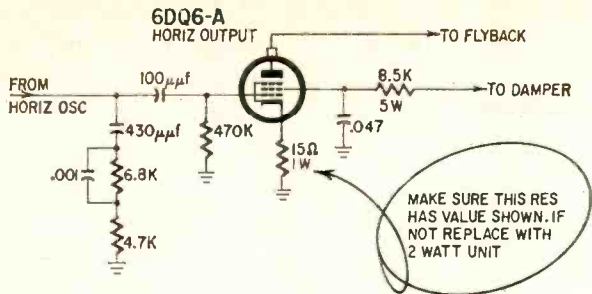 6DQ6-A
HORIZ OUTPUT
TO FLYBACK
FROM
HORIZ OSC
100μμf
8.5K
5W
TO DAMPER
430μμf
470K
.047
.001
6.8K
15Ω
1W
4.7K
MAKE SURE THIS RES
HAS VALUE SHOWN. IF
NOT REPLACE WITH
2 WATT UNIT